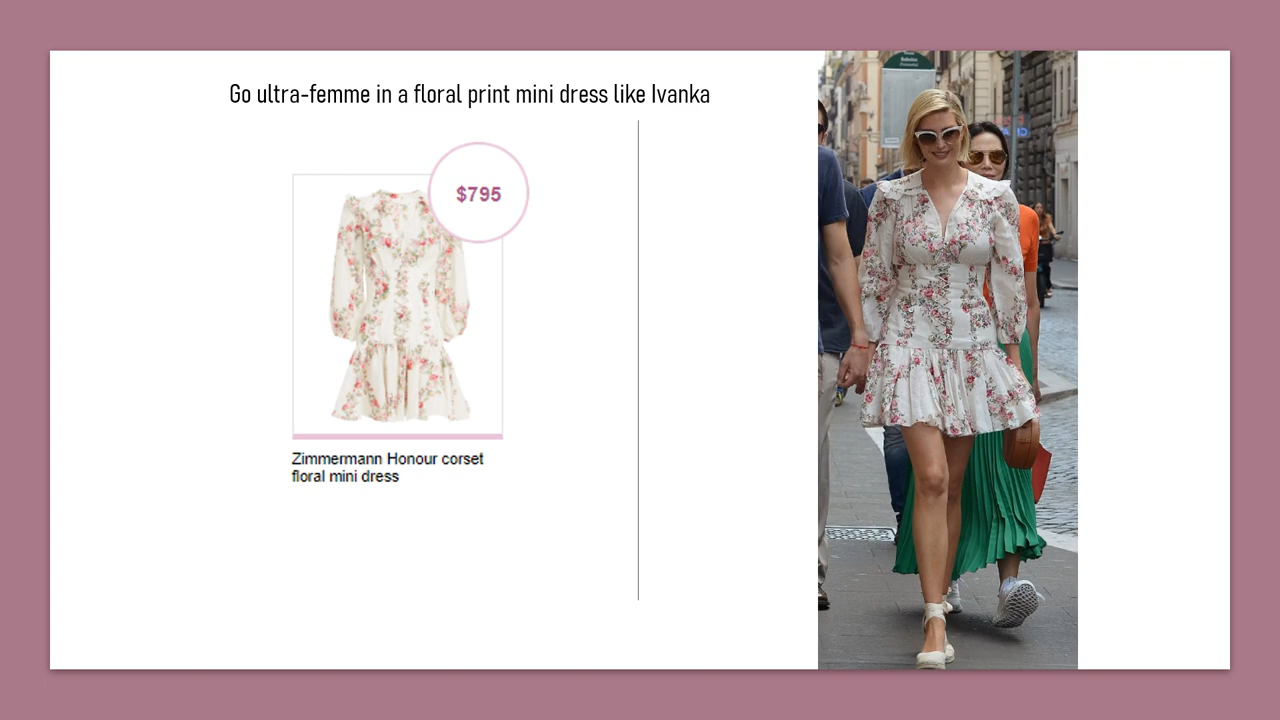 Go ultra-femme in a floral print mini dress like Ivanka
$795
Zimmermann Honour corset
floral mini dress